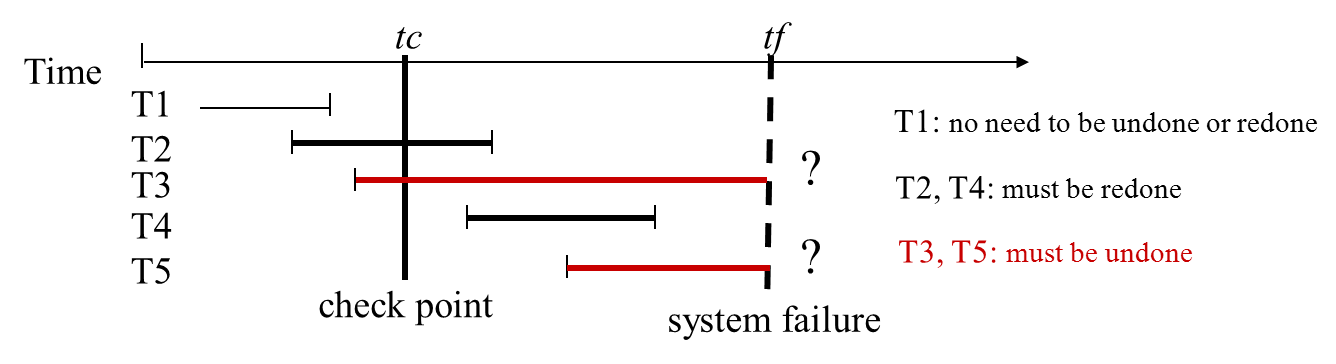 tc
tf
Time
T1
T1: no need to be undone or redone
T2
?
T3
T2, T4: must be redone
T4
?
T3, T5: must be undone
T5
check point
system failure